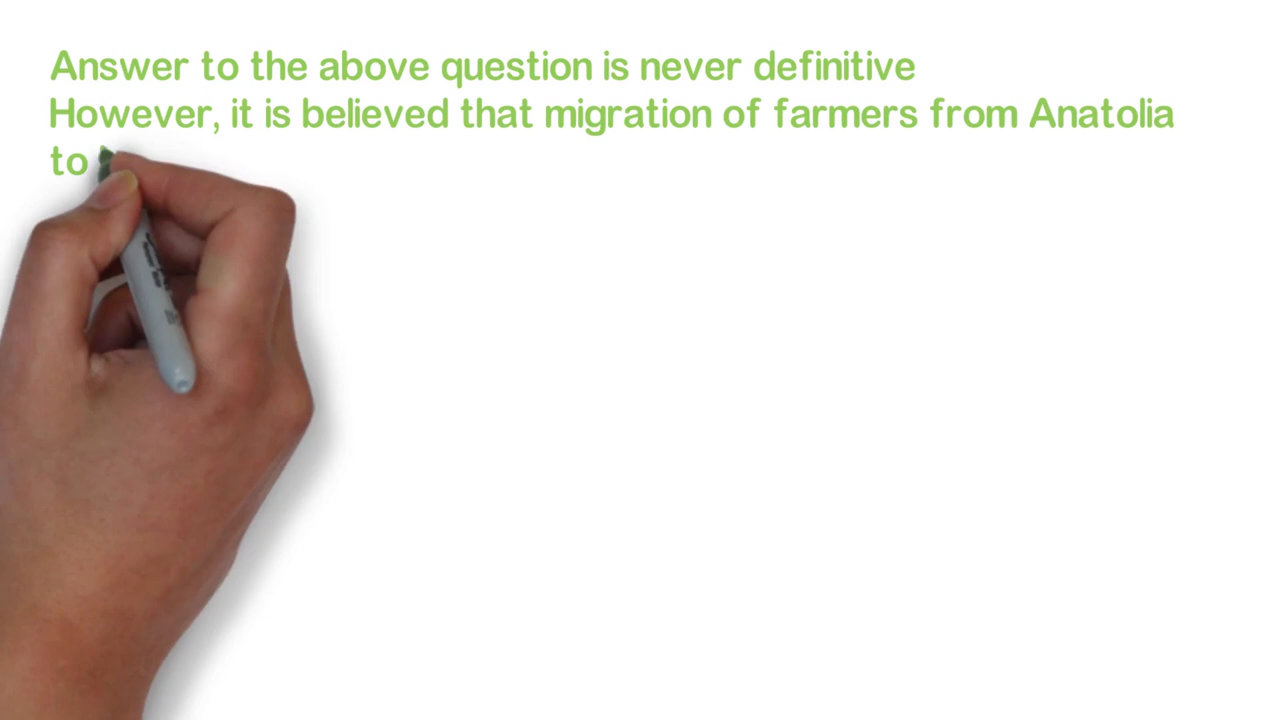 Answer to the above question is never definitive
However, it is believed that migration of farmers from Anatolia
to